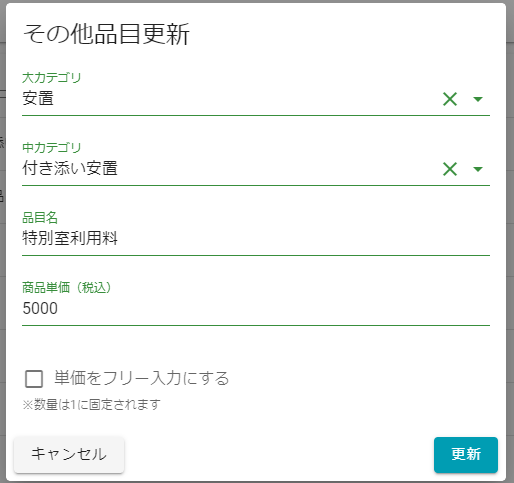 その他品目更新
大カテゴリ
安置
中カテゴリ
付き添い安置
品目名
特別室利用料
商品単価（税込）
5000
単価をフリー入力にする
※数量は1に固定されます
キャンセル
更新